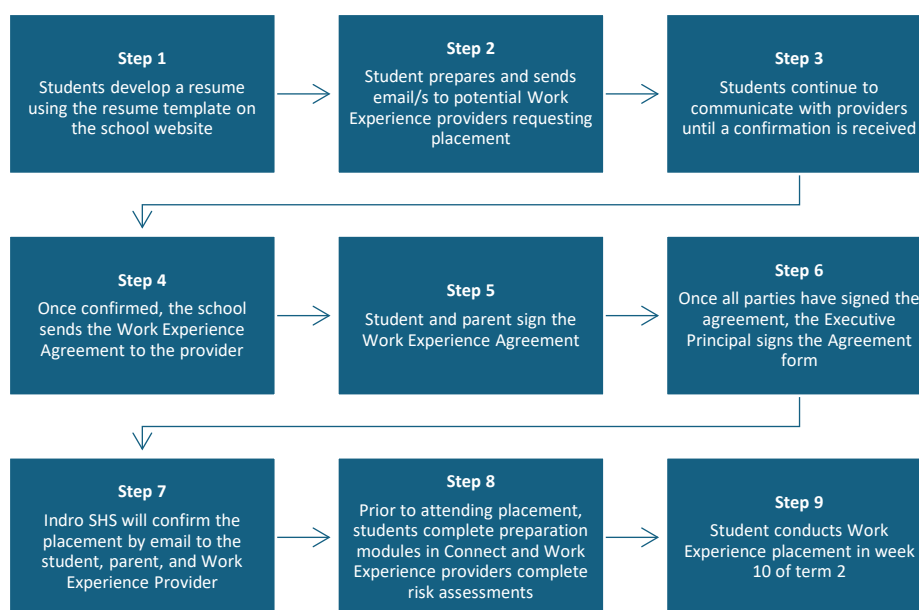 Step 1
Students develop a resume
using the resume template on
the school website
Step 2
Student prepares and sends
email/s to potential Work
Experience providers requesting
placement
Step 3
Students continue to
communicate with providers
until a confirmation is received
Step 4
Once confirmed, the school
sends the Work Experience
Agreement to the provider
Step 5
Student and parent sign the
Work Experience Agreement
Step 6
Once all parties have signed the
agreement, the Executive
Principal signs the Agreement
form
Step 7
Indro SHS will confirm the
placement by email to the
student, parent, and Work
Experience Provider
Step 8
Prior to attending placement,
students complete preparation
modules in Connect and Work
Experience providers complete
risk assessments
Step 9
Student conducts Work
Experience placement in week
10 of term 2